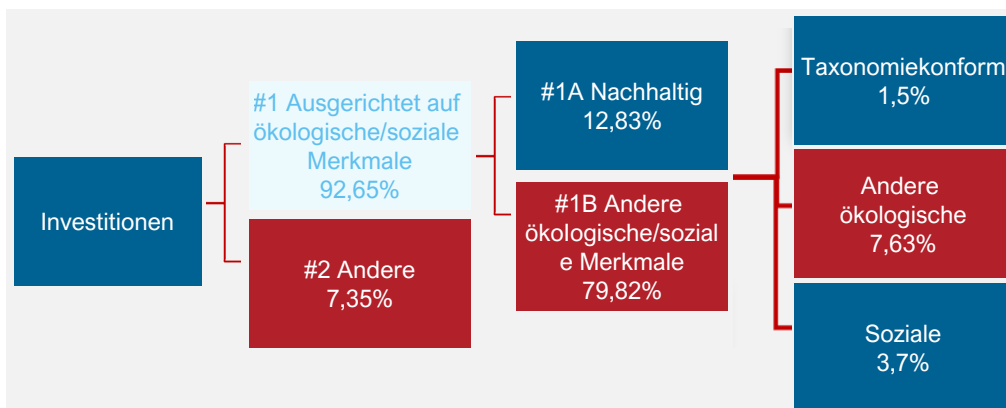 Investitionen
#1 Ausgerichtet auf
ökologische/soziale
Merkmale
92,65%
#2 Andere
7,35%
#1A Nachhaltig
12,83%
#1B Andere
ökologische/sozial
e Merkmale
79,82%
Taxonomiekonform
1,5%
Andere
ökologische
7,63%
Soziale
3,7%